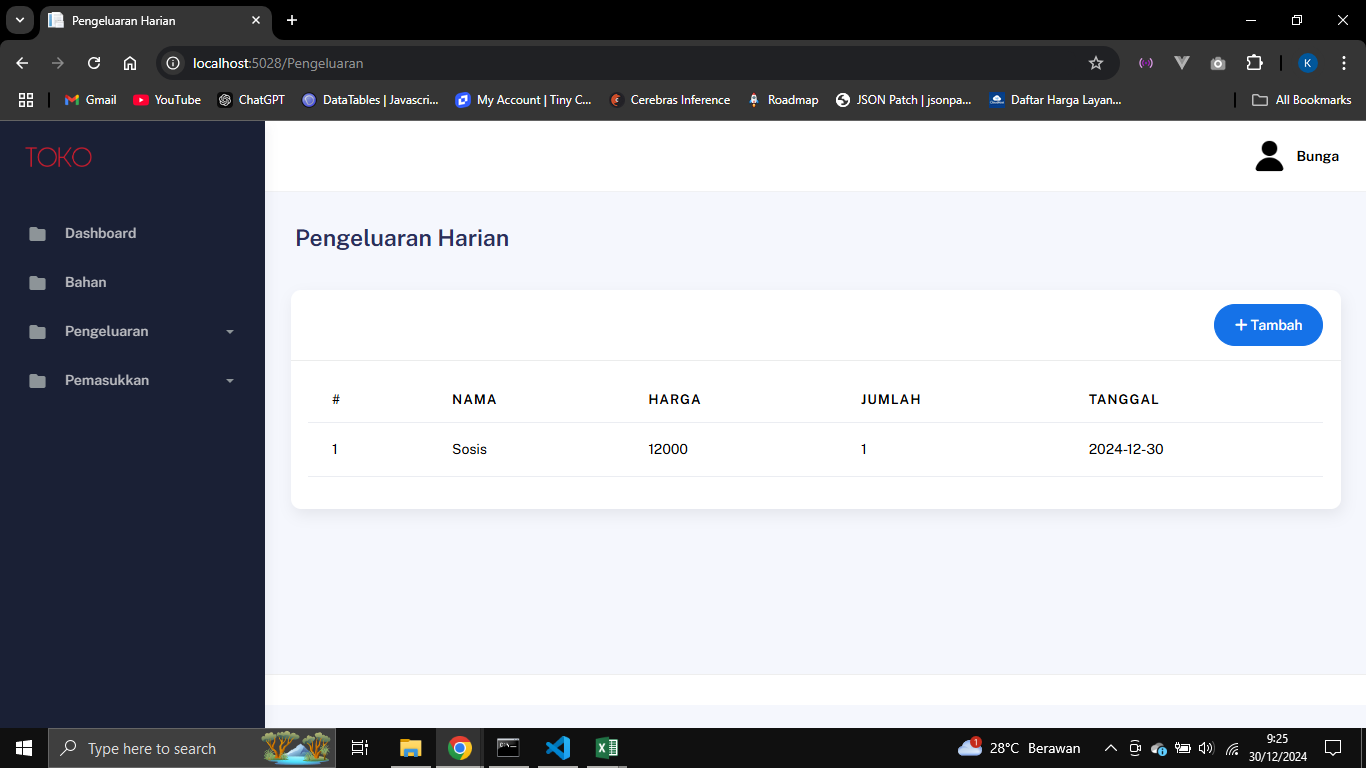 Pengeluaran Harian
localhost:5028/Pengeluaran
K
Gmail YouTube ChatGPT DataTables | Javascri... My Account | Tiny C... Cerebras Inference Roadmap JSON Patch | jsonpa... Daftar Harga Layan... All Bookmarks
TOKO
Bunga
Dashboard
Bahan
Pengeluaran
Pemasukkan
Pengeluaran Harian
+ Tambah
# NAMA HARGA JUMLAH TANGGAL
1 Sosis 12000 1 2024-12-30
Type here to search
1
28°C Berawan
9:25
30/12/2024